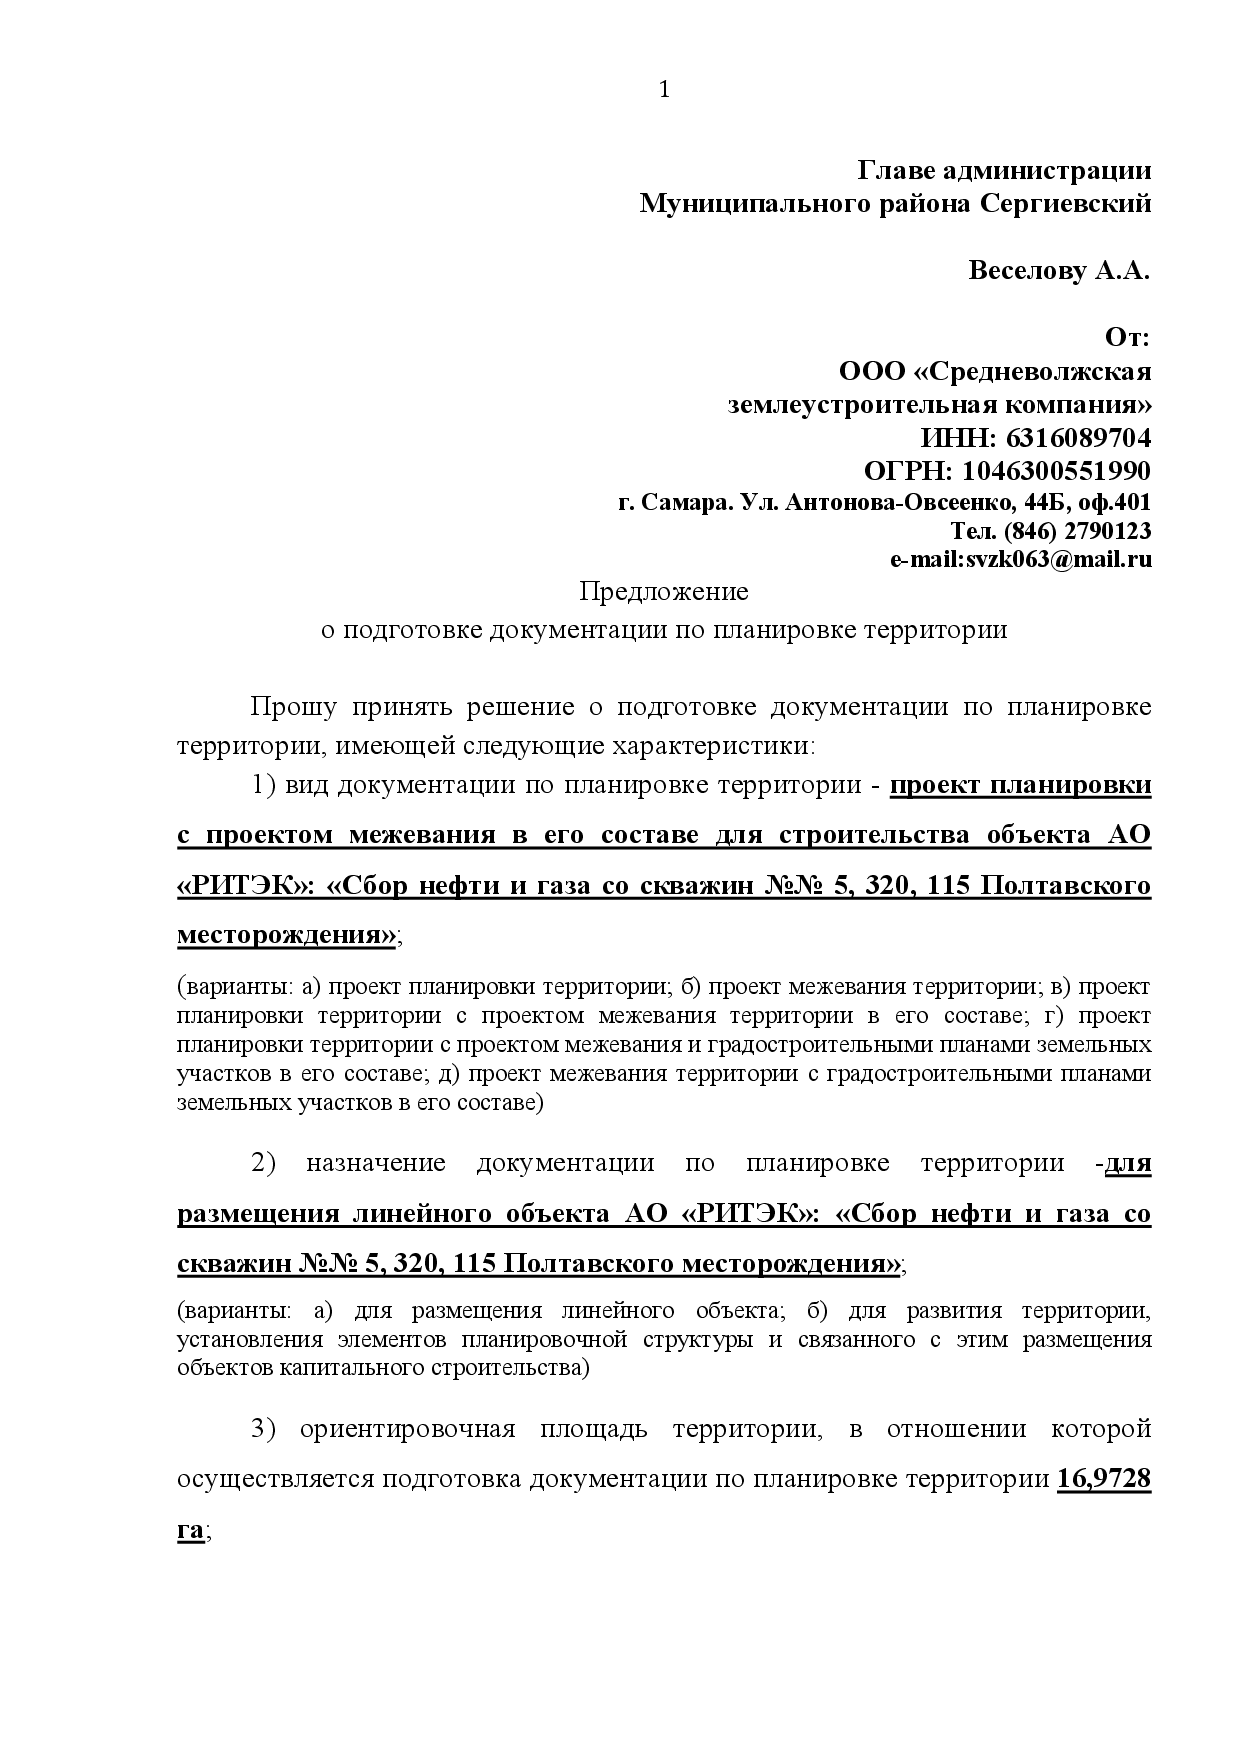 1
Главе администрации
Муниципального района Сергиевский
Веселову А.А.
От:
ООО «Средневолжская
землеустроительная компания»
ИНН: 6316089704
ОГРН: 1046300551990
г. Самара. Ул. Антонова-Овсеенко, 44Б, оф.401
Тел. (846) 2790123
e-mail:svzk063@mail.ru
Предложение
о подготовке документации по планировке территории
Прошу принять решение о подготовке документации по планировке
территории, имеющей следующие характеристики:
1) вид документации по планировке территории - проект планировки
с проектом межевания в его составе для строительства объекта АО
«РИТЭК»: «Сбор нефти и газа со скважин №№ 5, 320, 115 Полтавского
месторождения»;
(варианты: а) проект планировки территории; б) проект межевания территории; в) проект
планировки территории с проектом межевания территории в его составе; г) проект
планировки территории с проектом межевания и градостроительными планами земельных
участков в его составе; д) проект межевания территории с градостроительными планами
земельных участков в его составе)
2) назначение документации по планировке территории -для
размещения линейного объекта АО «РИТЭК»: «Сбор нефти и газа со
скважин №№ 5, 320, 115 Полтавского месторождения»;
(варианты: а) для размещения линейного объекта; б) для развития территории,
установления элементов планировочной структуры и связанного с этим размещения
объектов капитального строительства)
3) ориентировочная площадь территории, в отношении которой
осуществляется подготовка документации по планировке территории 16,9728
га;